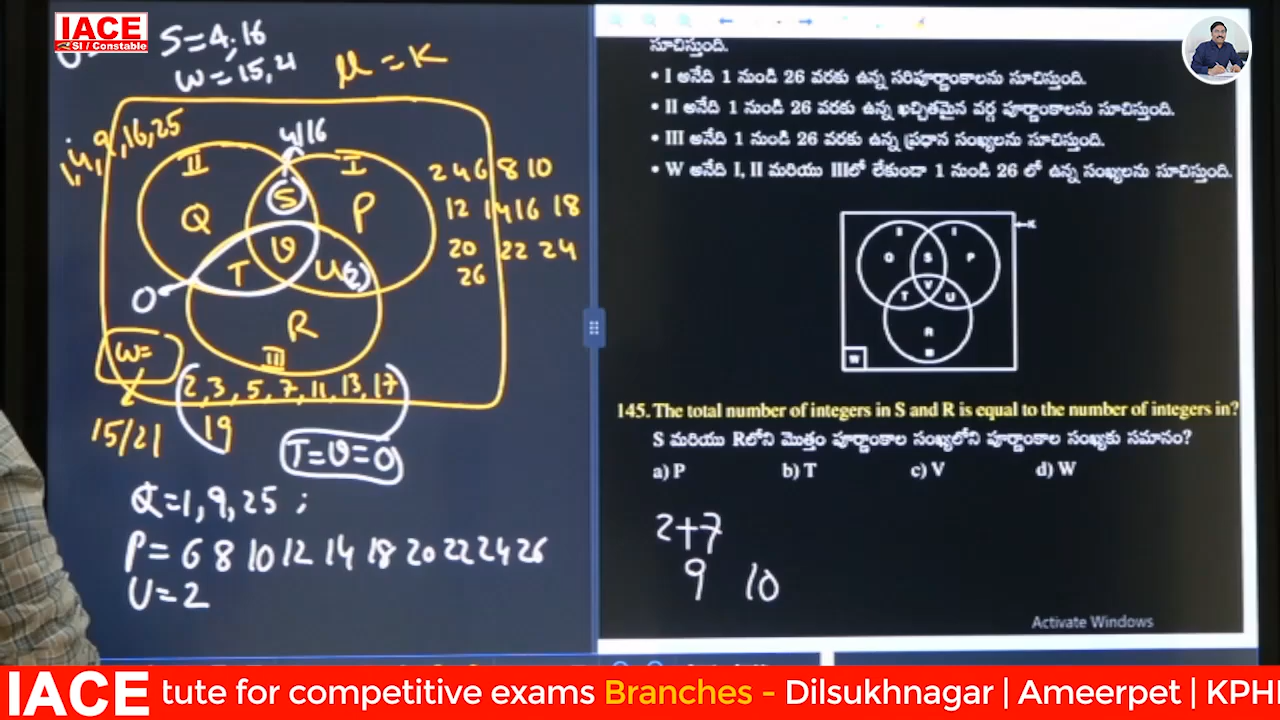 IACE
SI / Constable
S=4,16
W=15,21
μ=K
1,4,9,16,25
4/16
II
I
2 4 6 8 10
S
Q
P
12 14 16 18
V
20 22 24
T
U(2)
26
0
R
W=
III
2,3,5,7,11,13,17
15/21
19
T=V=0
Q=1,9,25;
P= 6 8 10 12 14 18 20 22 24 26
U=2
సూచిస్తుంది.
• I అనేది 1 నుండి 26 వరకు ఉన్న సరిపూర్ణాంకాలను సూచిస్తుంది.
• II అనేది 1 నుండి 26 వరకు ఉన్న ఖచ్చితమైన వర్గ పూర్ణాంకాలను సూచిస్తుంది.
• III అనేది 1 నుండి 26 వరకు ఉన్న ప్రధాన సంఖ్యలను సూచిస్తుంది.
• W అనేది I, II మరియు IIIలో లేకుండా 1 నుండి 26 లో ఉన్న సంఖ్యలను సూచిస్తుంది.
K
I
S
P
V
T
U
R
W
145. The total number of integers in S and R is equal to the number of integers in?
S మరియు Rలోని మొత్తం పూర్ణాంకాల సంఖ్యలోని పూర్ణాంకాల సంఖ్యకు సమానం?
a) P b) T c) V d) W
2+7
9 10
Activate Windows
IACE tute for competitive exams Branches - Dilsukhnagar | Ameerpet | KPH